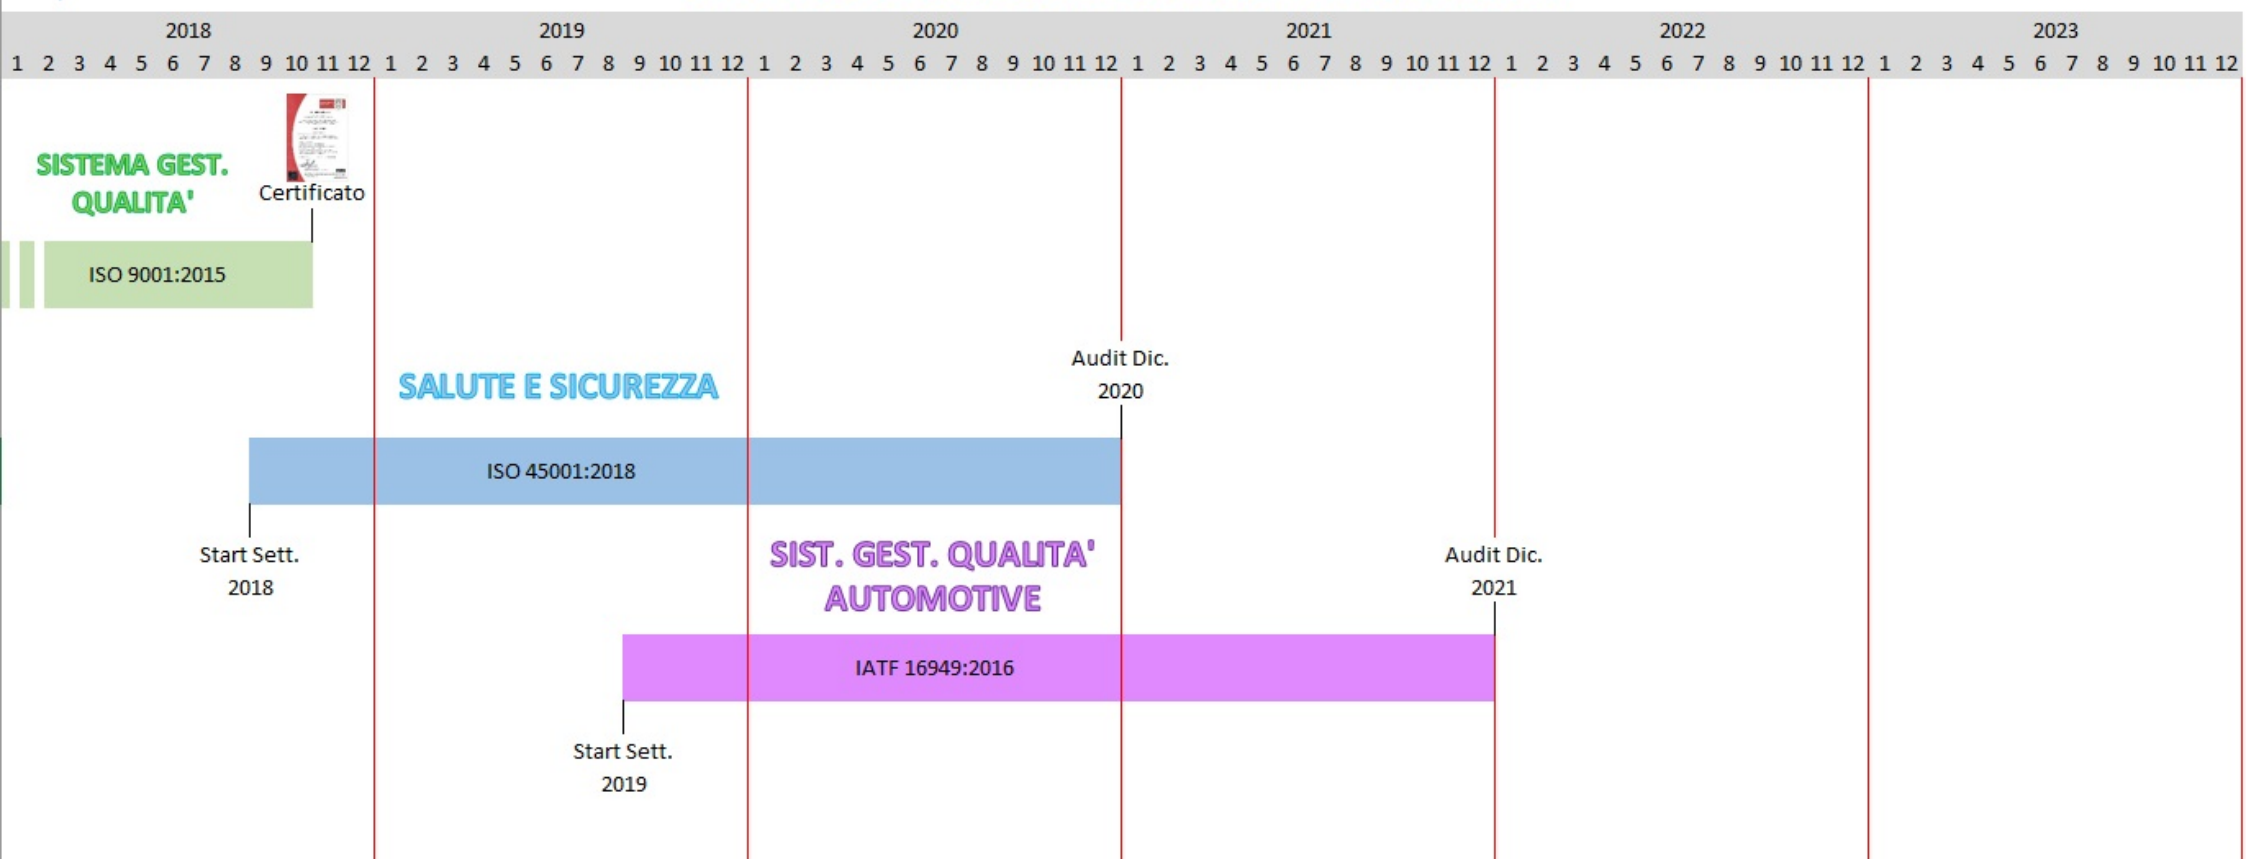 2018 2019 2020 2021 2022 2023
1 2 3 4 5 6 7 8 9 10 11 12 1 2 3 4 5 6 7 8 9 10 11 12 1 2 3 4 5 6 7 8 9 10 11 12 1 2 3 4 5 6 7 8 9 10 11 12 1 2 3 4 5 6 7 8 9 10 11 12 1 2 3 4 5 6 7 8 9 10 11 12
SISTEMA GEST.
QUALITA'
Certificato
ISO 9001:2015
Audit Dic.
2020
SALUTE E SICUREZZA
ISO 45001:2018
Start Sett.
2018
SIST. GEST. QUALITA'
AUTOMOTIVE
Audit Dic.
2021
IATF 16949:2016
Start Sett.
2019